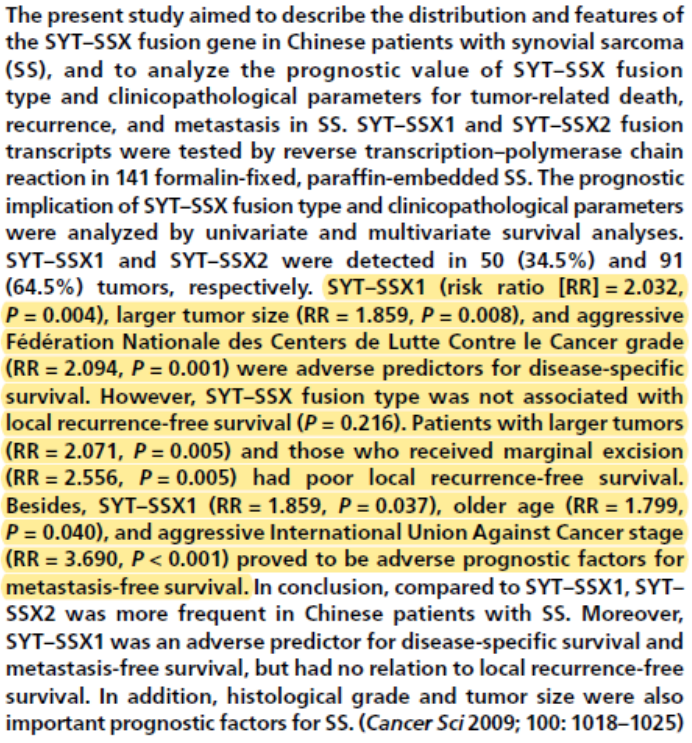 The present study aimed to describe the distribution and features of
the SYT–SSX fusion gene in Chinese patients with synovial sarcoma
(SS), and to analyze the prognostic value of SYT–SSX fusion
type and clinicopathological parameters for tumor-related death,
recurrence, and metastasis in SS. SYT–SSX1 and SYT–SSX2 fusion
transcripts were tested by reverse transcription–polymerase chain
reaction in 141 formalin-fixed, paraffin-embedded SS. The prognostic
implication of SYT–SSX fusion type and clinicopathological parameters
were analyzed by univariate and multivariate survival analyses.
SYT–SSX1 and SYT–SSX2 were detected in 50 (34.5%) and 91
(64.5%) tumors, respectively. SYT–SSX1 (risk ratio [RR] = 2.032,
P = 0.004), larger tumor size (RR = 1.859, P = 0.008), and aggressive
Fédération Nationale des Centers de Lutte Contre le Cancer grade
(RR = 2.094, P = 0.001) were adverse predictors for disease-specific
survival. However, SYT–SSX fusion type was not associated with
local recurrence-free survival (P = 0.216). Patients with larger tumors
(RR = 2.071, P = 0.005) and those who received marginal excision
(RR = 2.556, P = 0.005) had poor local recurrence-free survival.
Besides, SYT–SSX1 (RR = 1.859, P = 0.037), older age (RR = 1.799,
P = 0.040), and aggressive International Union Against Cancer stage
(RR = 3.690, P < 0.001) proved to be adverse prognostic factors for
metastasis-free survival. In conclusion, compared to SYT–SSX1, SYT–
SSX2 was more frequent in Chinese patients with SS. Moreover,
SYT–SSX1 was an adverse predictor for disease-specific survival and
metastasis-free survival, but had no relation to local recurrence-free
survival. In addition, histological grade and tumor size were also
important prognostic factors for SS. (Cancer Sci 2009; 100: 1018–1025)